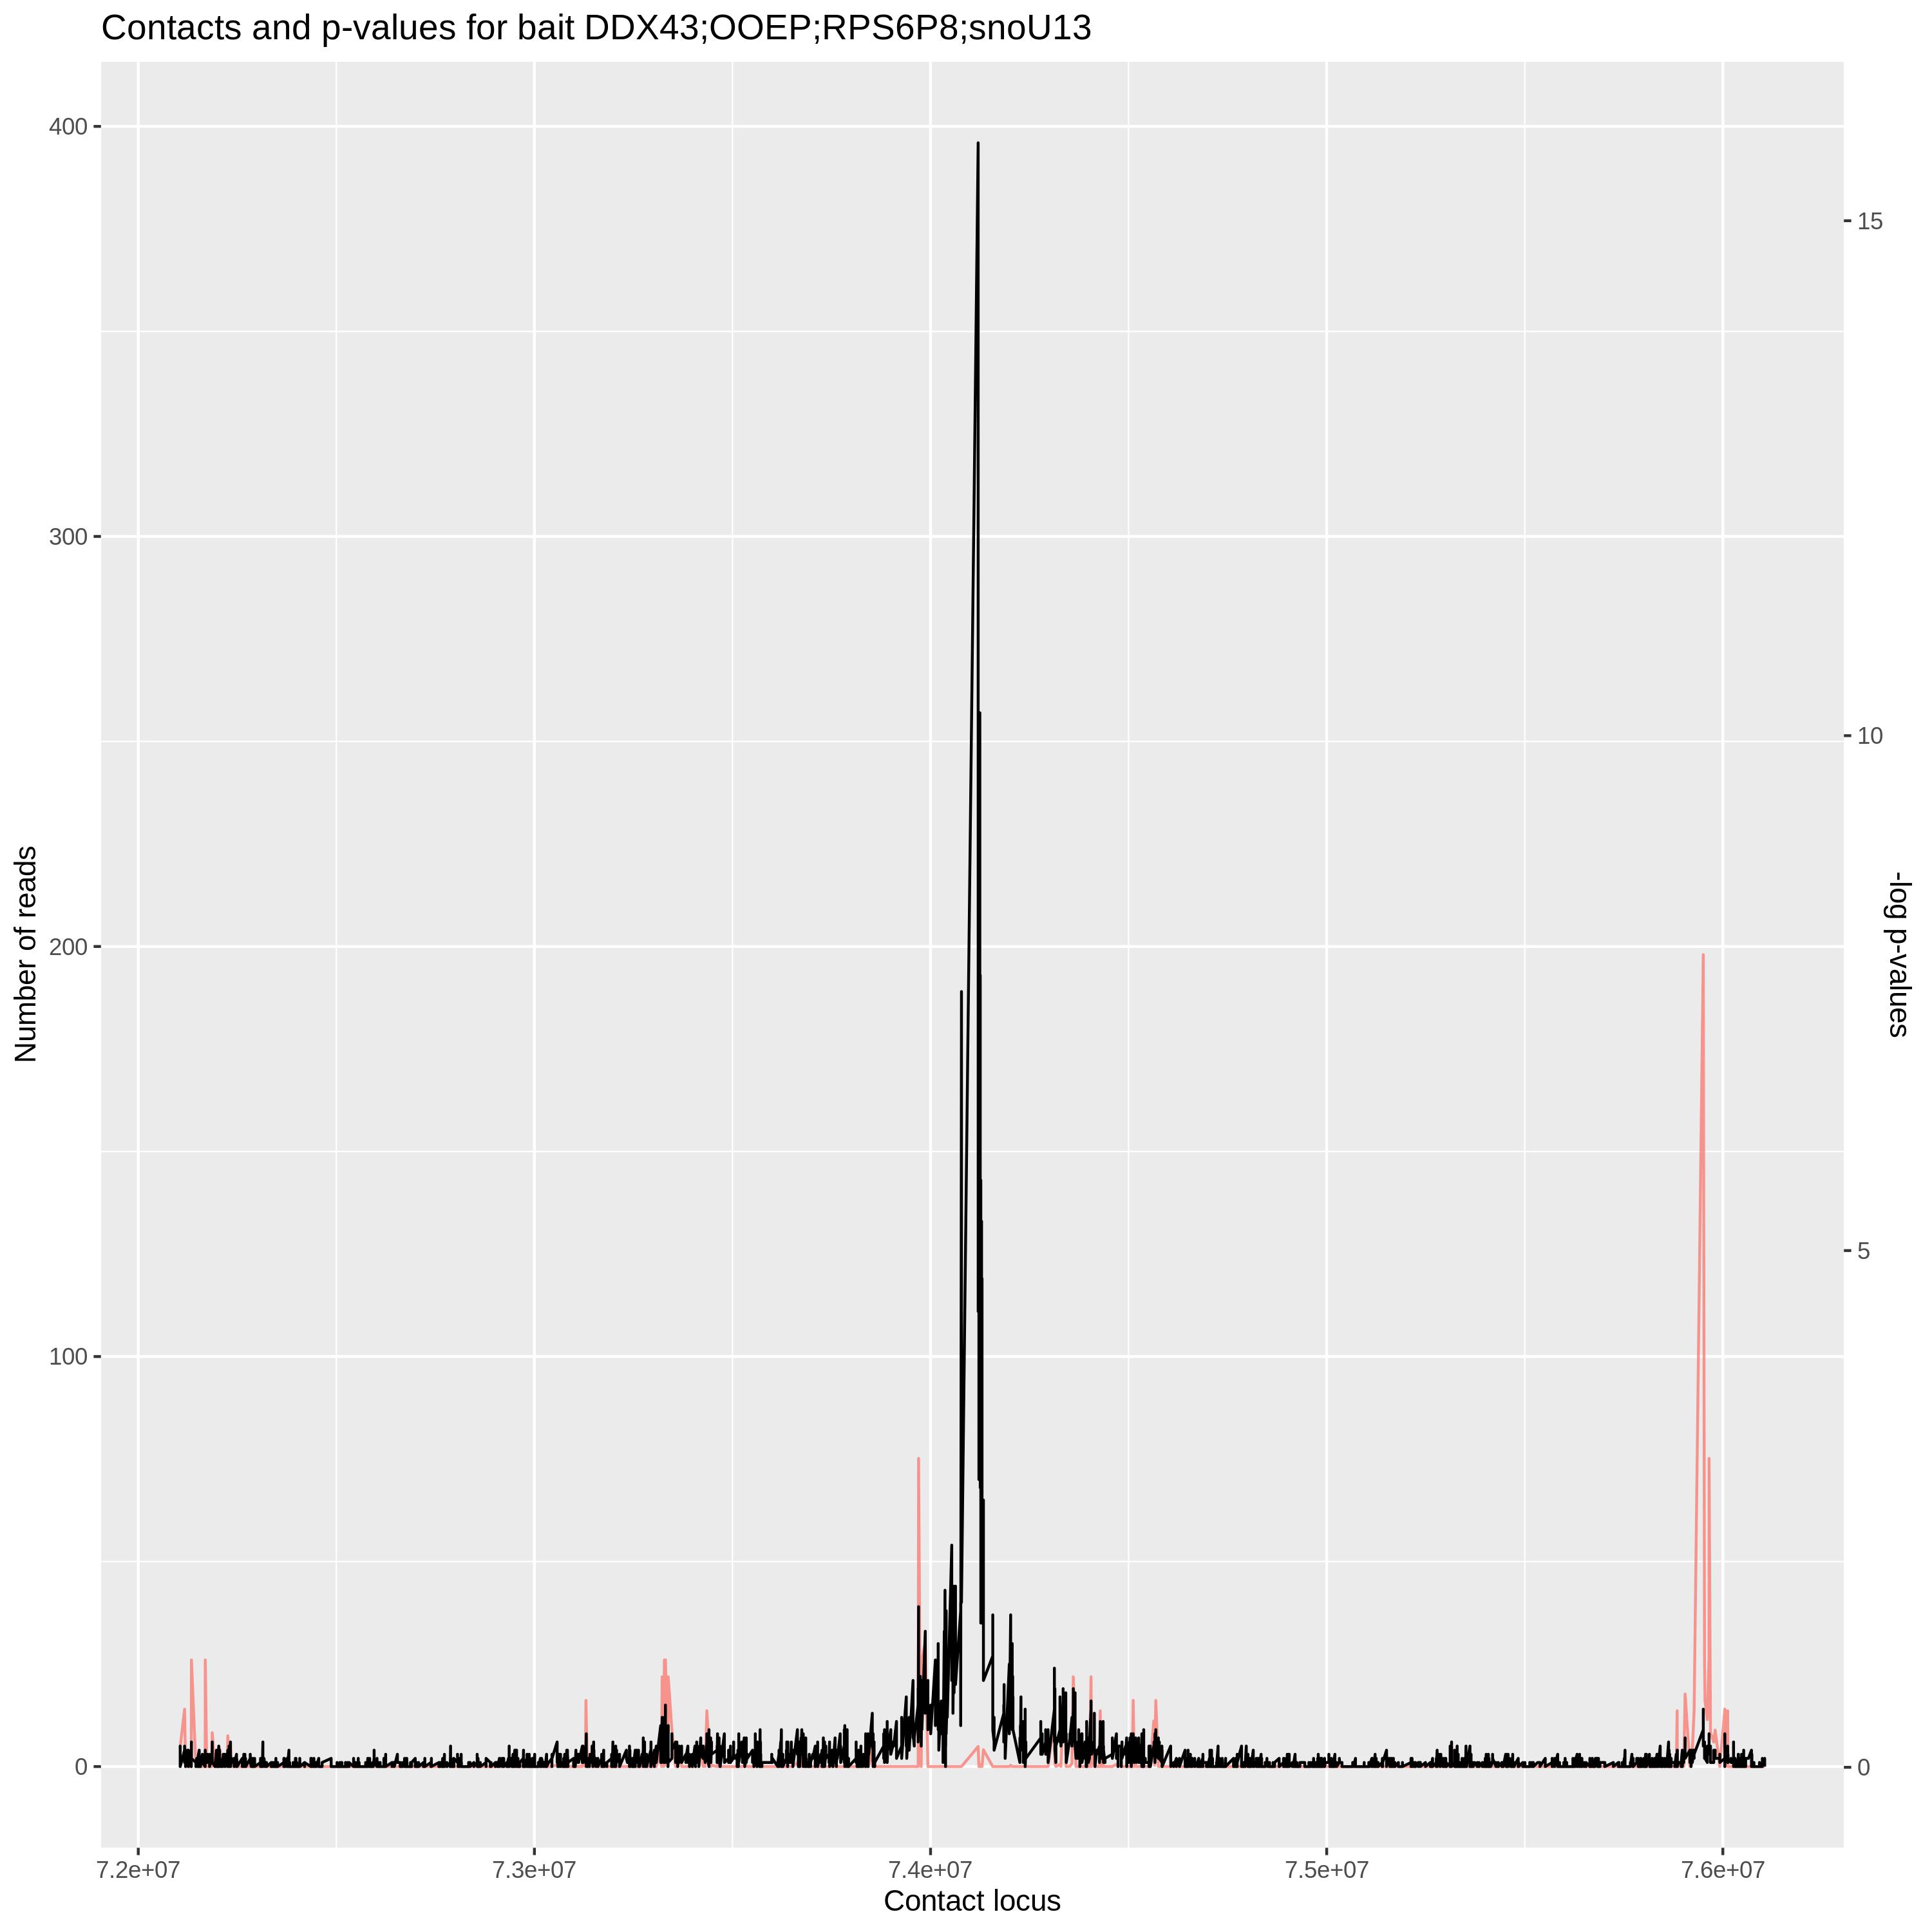 Contacts and p-values for bait DDX43;OOEP;RPS6P8;snoU13
400
300
200
100
0
Number of reads
15
10
5
0
-log p-values
7.2e+07
7.3e+07
7.4e+07
7.5e+07
7.6e+07
Contact locus